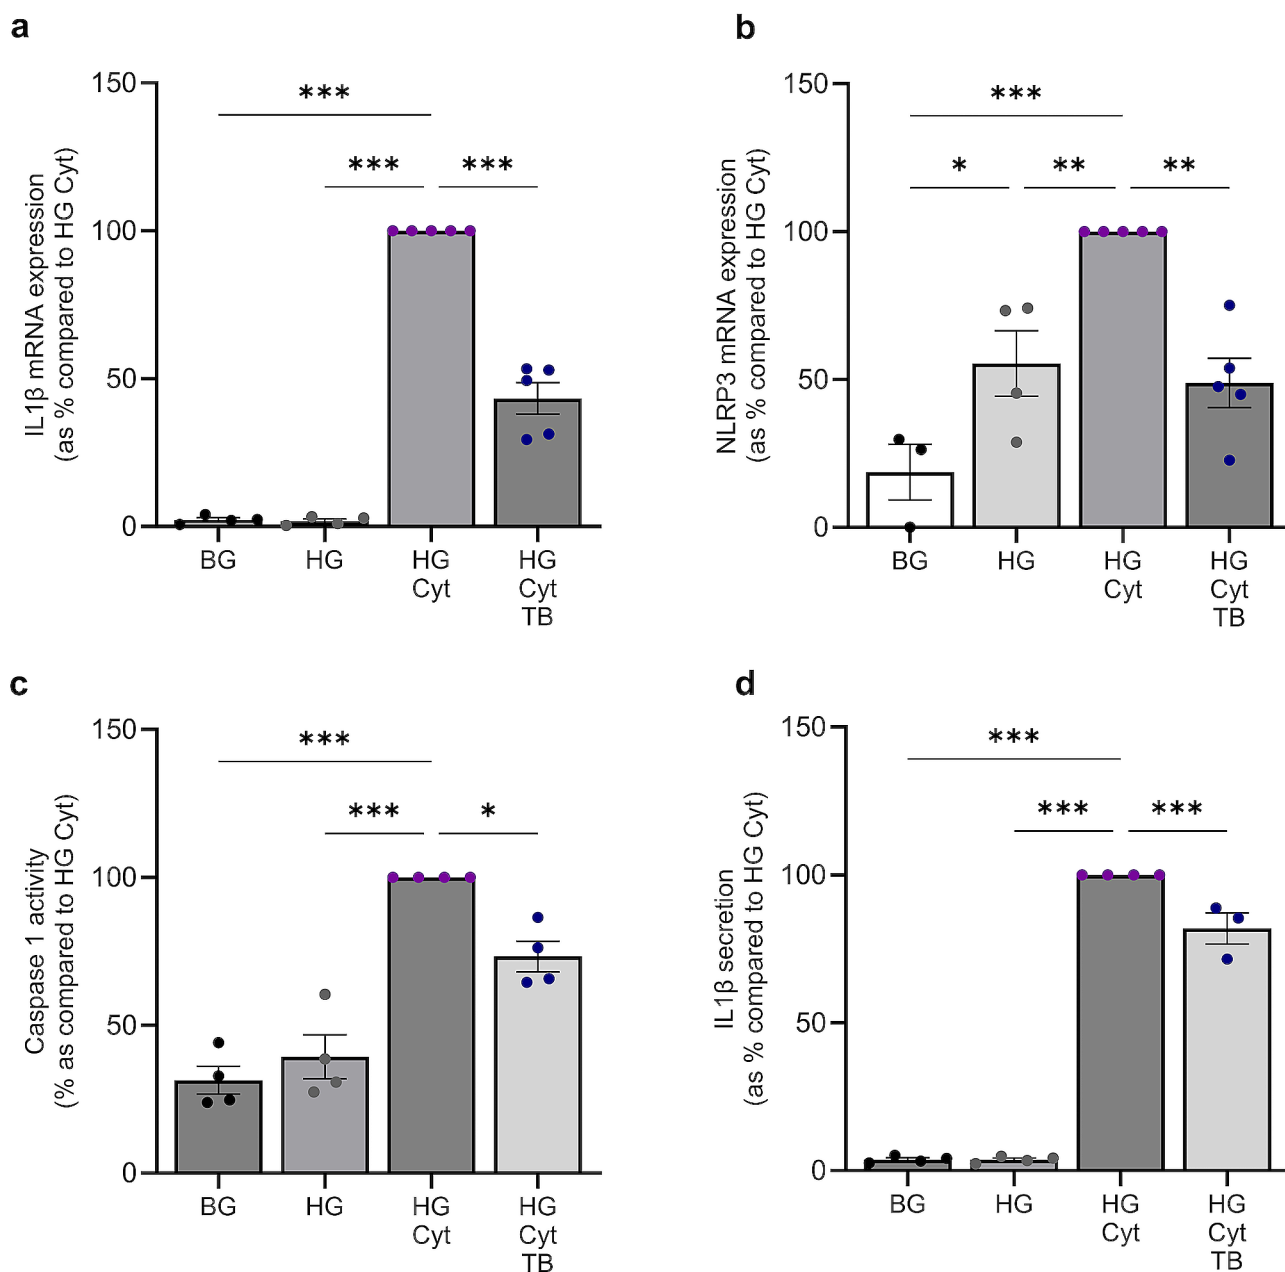 a
IL1β mRNA expression
(as % compared to HG Cyt)
150
100
50
0
***
***
***
BG
HG
HG
Cyt
HG
Cyt
TB
b
NLRP3 mRNA expression
(as % compared to HG Cyt)
150
100
50
0
***
*
**
**
BG
HG
HG
Cyt
HG
Cyt
TB
c
Caspase 1 activity
(% as compared to HG Cyt)
150
100
50
0
***
***
*
BG
HG
HG
Cyt
HG
Cyt
TB
d
IL1β secretion
(as % compared to HG Cyt)
150
100
50
0
***
***
***
BG
HG
HG
Cyt
HG
Cyt
TB